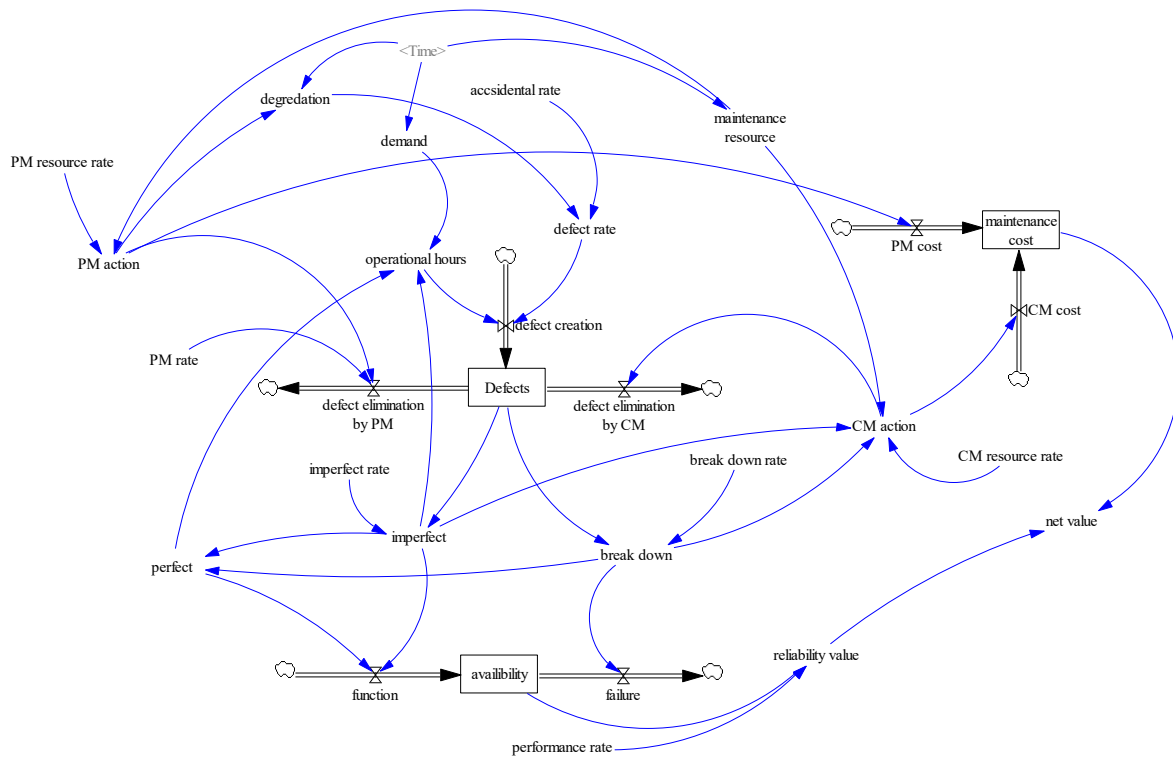 <Time>
degredation
accsidental rate
maintenance
resource
demand
PM resource rate
maintenance
cost
defect rate
PM cost
PM action
operational hours
CM cost
defect creation
PM rate
Defects
defect elimination
by PM
defect elimination
by CM
CM action
CM resource rate
break down rate
imperfect rate
net value
imperfect
break down
perfect
reliability value
availibility
function
failure
performance rate